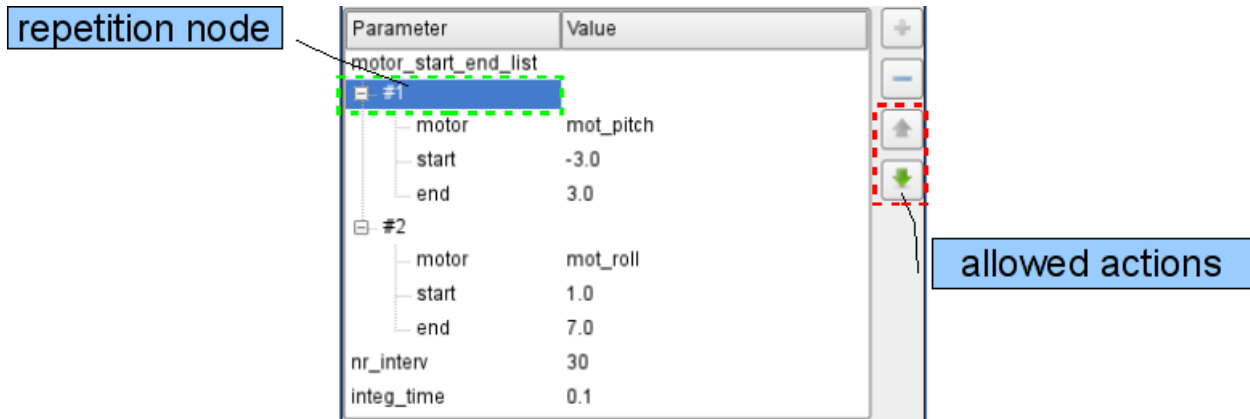 repetition node
Parameter Value
motor_start_end_list
#1
motor mot_pitch
start -3.0
end 3.0
#2
motor mot_roll
start 1.0
end 7.0
nr_interv 30
integ_time 0.1
allowed actions